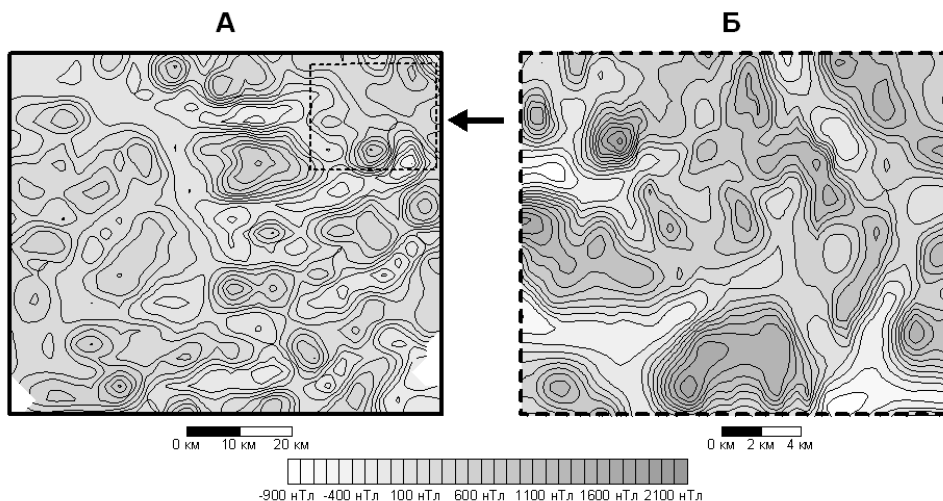 А Б
0 км 10 км 20 км 0 км 2 км 4 км
-900 нТл -400 нТл 100 нТл 600 нТл 1100 нТл 1600 нТл 2100 нТл